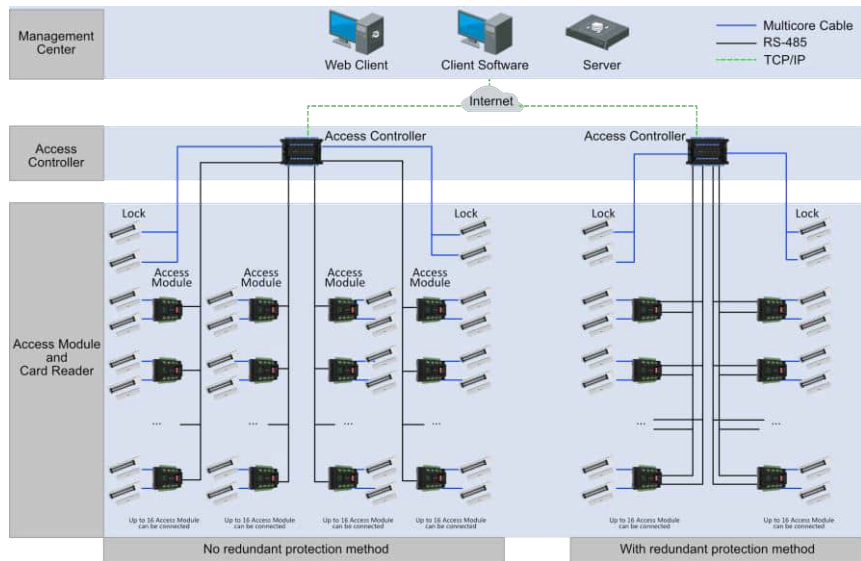 Management
Center
Web Client
Client Software
Server
Multicore Cable
RS-485
TCP/IP
Internet
Access
Controller
Access Controller
Access Controller
Access Module
and
Card Reader
Lock
Lock
Lock
Lock
Access
Module
Access
Module
Access
Module
Access
Module
...
...
...
...
...
...
Up to 16 Access Module
can be connected
Up to 16 Access Module
can be connected
Up to 16 Access Module
can be connected
Up to 16 Access Module
can be connected
Up to 16 Access Module
can be connected
Up to 16 Access Module
can be connected
No redundant protection method
With redundant protection method